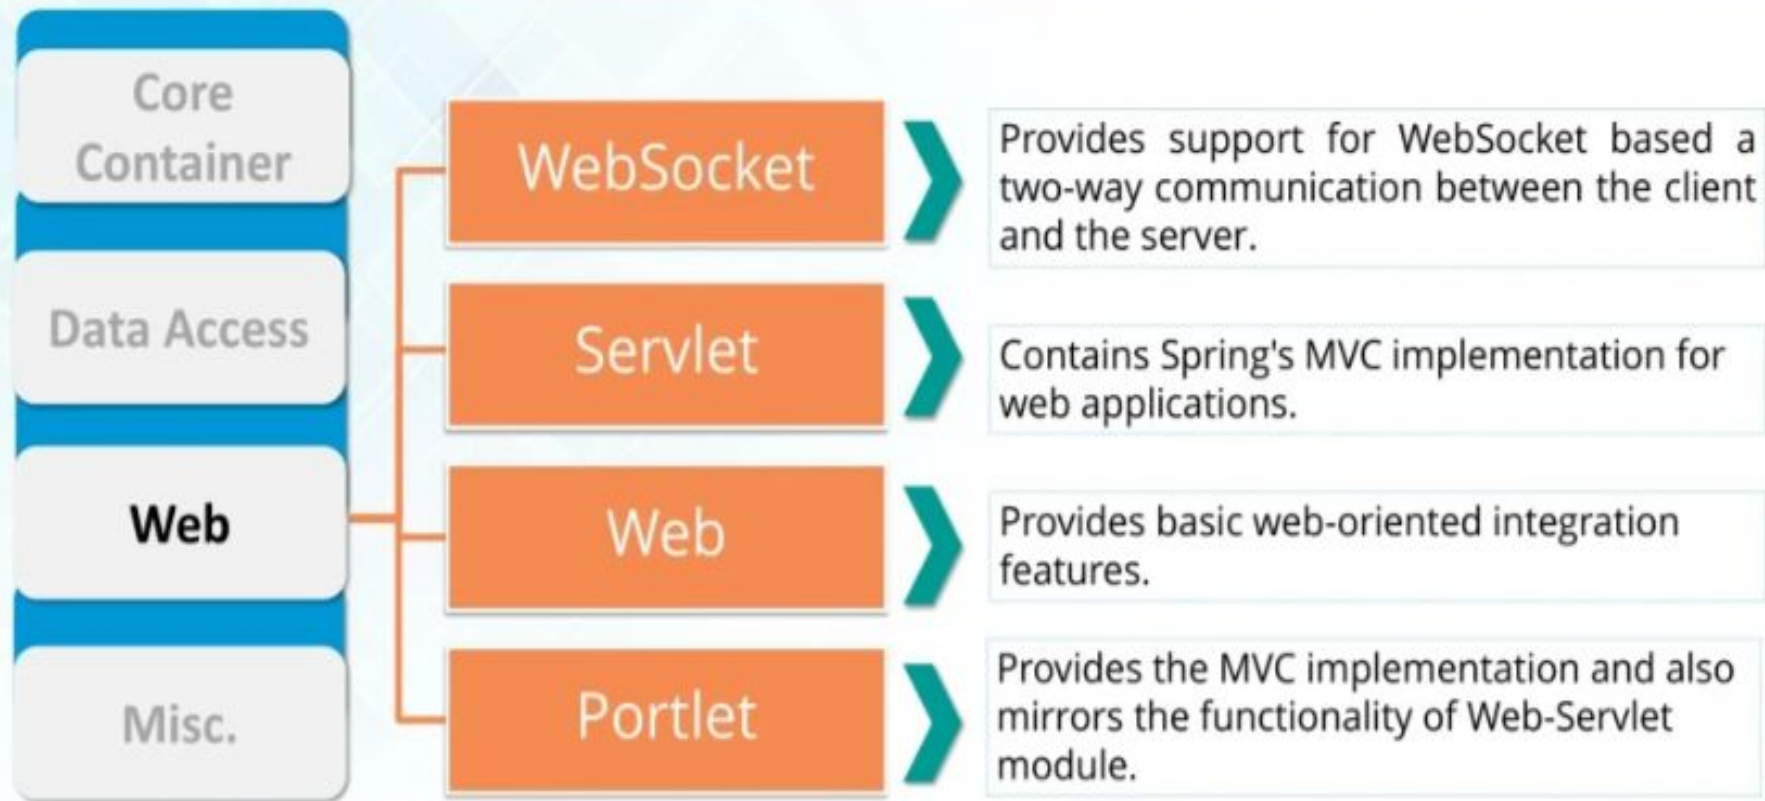 Core
Container
Data Access
Web
Misc.
WebSocket
Provides support for WebSocket based a
two-way communication between the client
and the server.
Servlet
Contains Spring's MVC implementation for
web applications.
Web
Provides basic web-oriented integration
features.
Portlet
Provides the MVC implementation and also
mirrors the functionality of Web-Servlet
module.